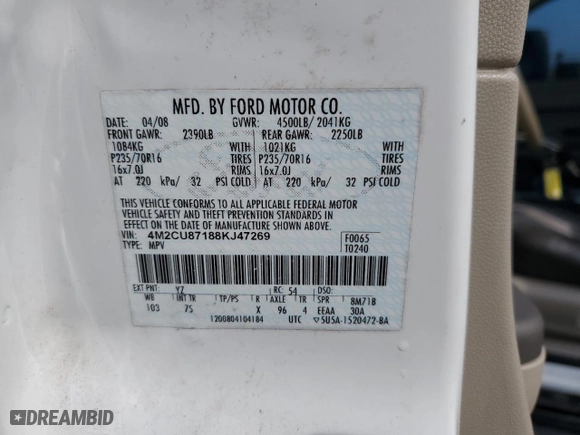 MFD. BY FORD MOTOR CO.
DATE: 04/08 GVWR: 4500LB/ 2041KG
FRONT GAWR: 2390LB REAR GAWR: 2250LB
1084KG WITH 1021KG WITH
P235/70R16 TIRES P235/70R16 TIRES
16x7.0J RIMS 16x7.0J RIMS
AT 220 kPa/ 32 PSI COLD AT 220 kPa/ 32 PSI COLD
THIS VEHICLE CONFORMS TO ALL APPLICABLE FEDERAL MOTOR
VEHICLE SAFETY AND THEFT PREVENTION STANDARDS IN
EFFECT ON THE DATE OF MANUFACTURE SHOWN ABOVE.
VIN: 4M2CU87188KJ47269 F0065
TYPE: MPV T0240
EXT PNT: YZ RC: 54 DSO:
WB INT TR TP/PS R AXLE TR SPR 8M71B
103 75 X 96 4 EEAA 30A
1200804104184 UTC ▽5U5A-1520472-BA
DREAMBID